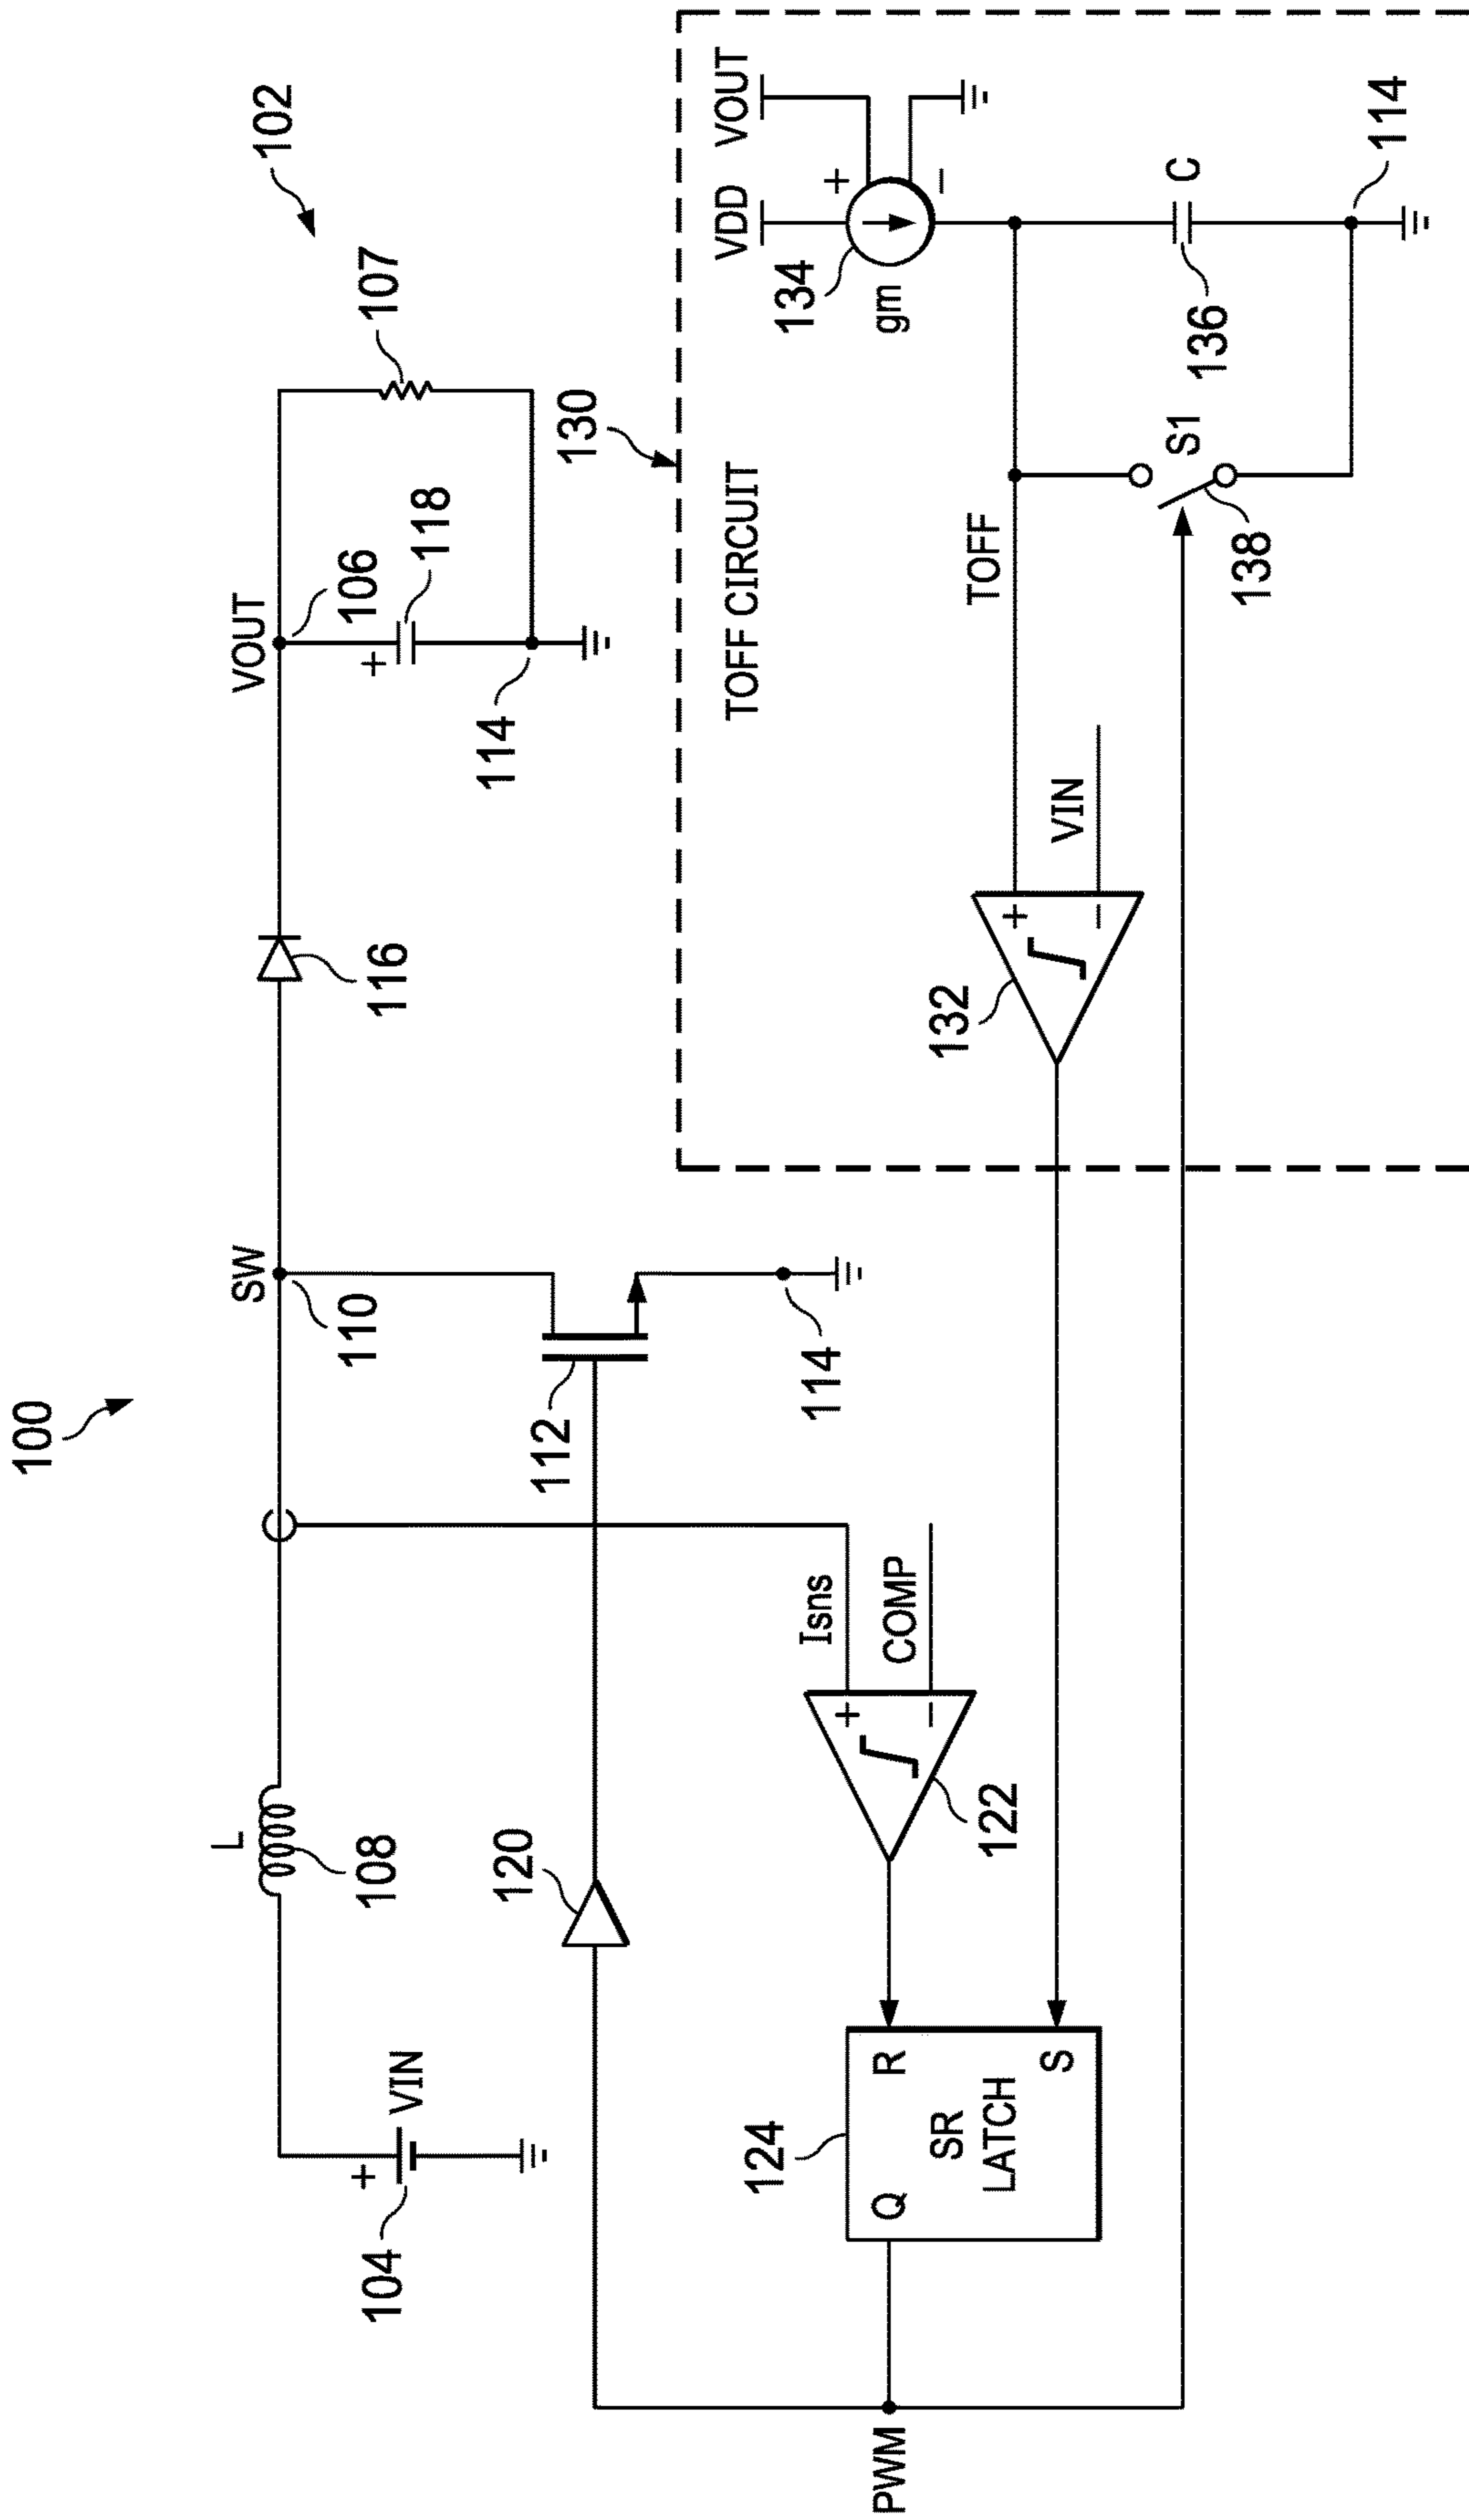 100
102
L
SW
VOUT
108
110
116
106
107
+
VIN
104
118
+
114
120
112
114
130
Isns
COMP
+
−
122
124
Q
R
SR
LATCH
S
PWM
TOFF CIRCUIT
VDD
VOUT
134
gm
+
−
TOFF
VIN
+
−
132
S1
138
C
136
114